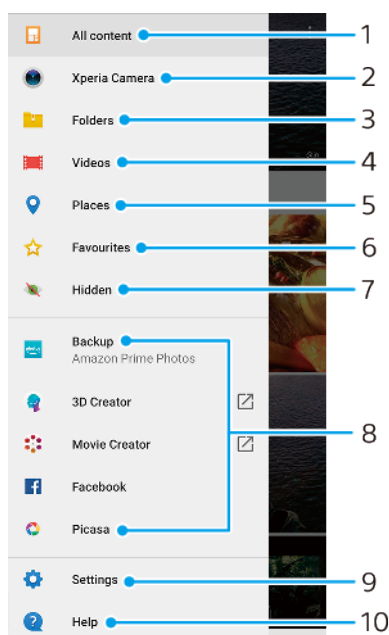 All content 1
Xperia Camera 2
Folders 3
Videos 4
Places 5
Favourites 6
Hidden 7
Backup
Amazon Prime Photos
3D Creator
8
Movie Creator
Facebook
Picasa
Settings 9
Help 10